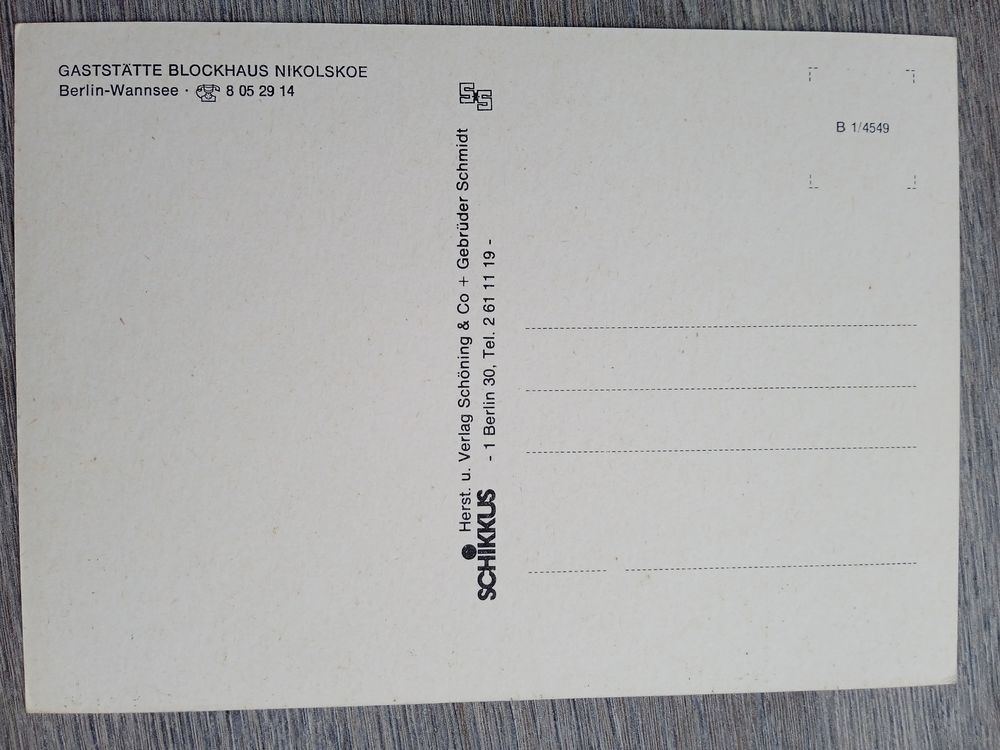 GASTSTÄTTE BLOCKHAUS NIKOLSKOE
Berlin-Wannsee · ☏ 8 05 29 14
B 1/4549
Herst. u. Verlag Schöning & Co + Gebrüder Schmidt
SCHIKKUS - 1 Berlin 30, Tel. 2 61 11 19 -